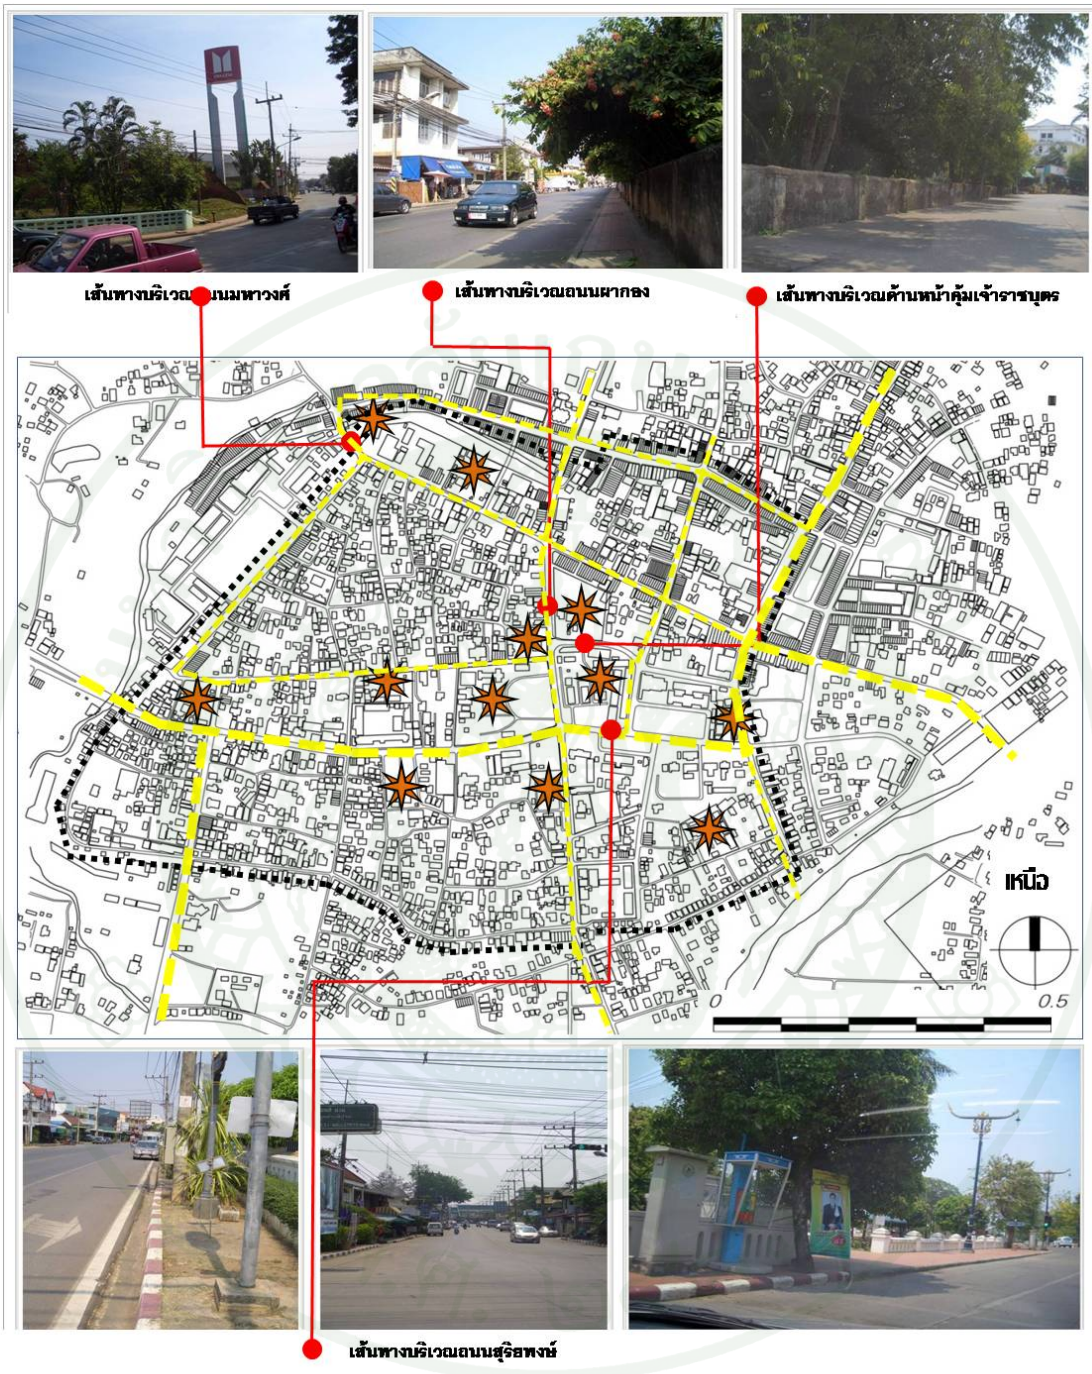 เส้นทางบริเวณถนนมหาวงศ์
เส้นทางบริเวณถนนผากอง
เส้นทางบริเวณด้านหน้าคุ้มเจ้าราชบุตร
เหนือ
0
0.5
เส้นทางบริเวณถนนสุริยพงษ์